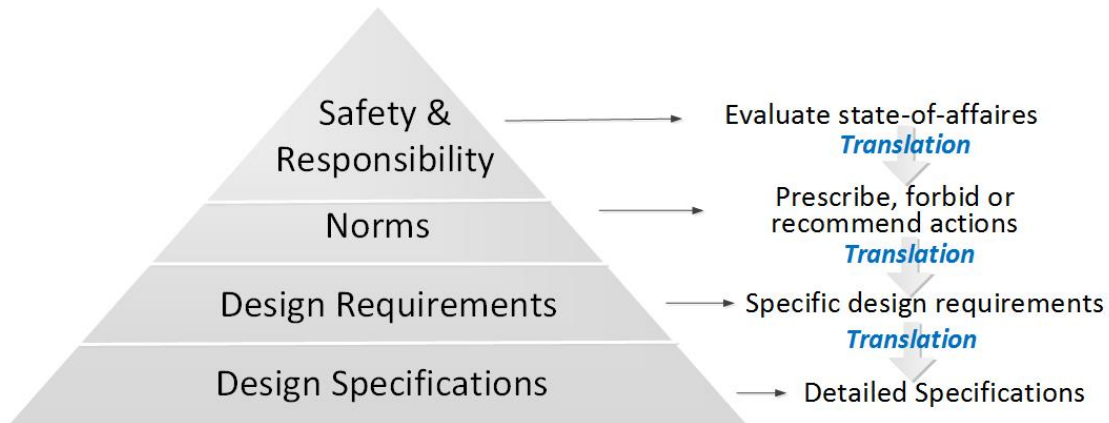 Safety &
Responsibility
Norms
Design Requirements
Design Specifications
Evaluate state-of-affaires
Translation
Prescribe, forbid or
recommend actions
Translation
Specific design requirements
Translation
Detailed Specifications